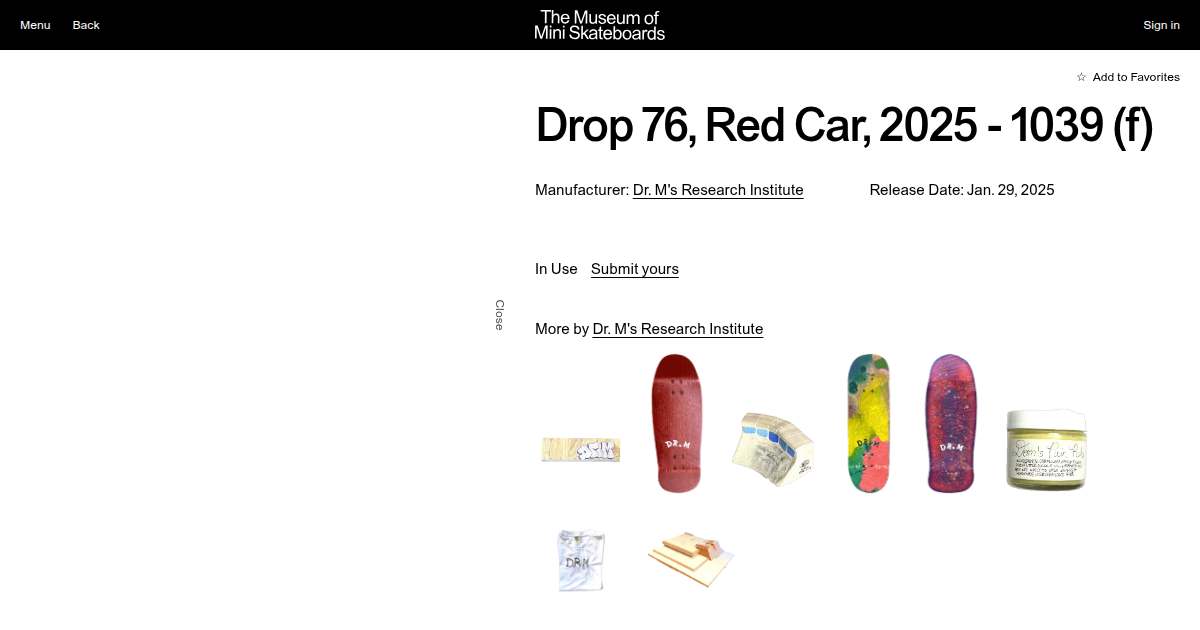 Menu
Back
The Museum of
Mini Skateboards
Sign in
☆ Add to Favorites
Drop 76, Red Car, 2025 - 1039 (f)
Manufacturer: Dr. M's Research Institute
Release Date: Jan. 29, 2025
In Use
Submit yours
Close
More by Dr. M's Research Institute
DR.M
DR.M
DR.M
DRM